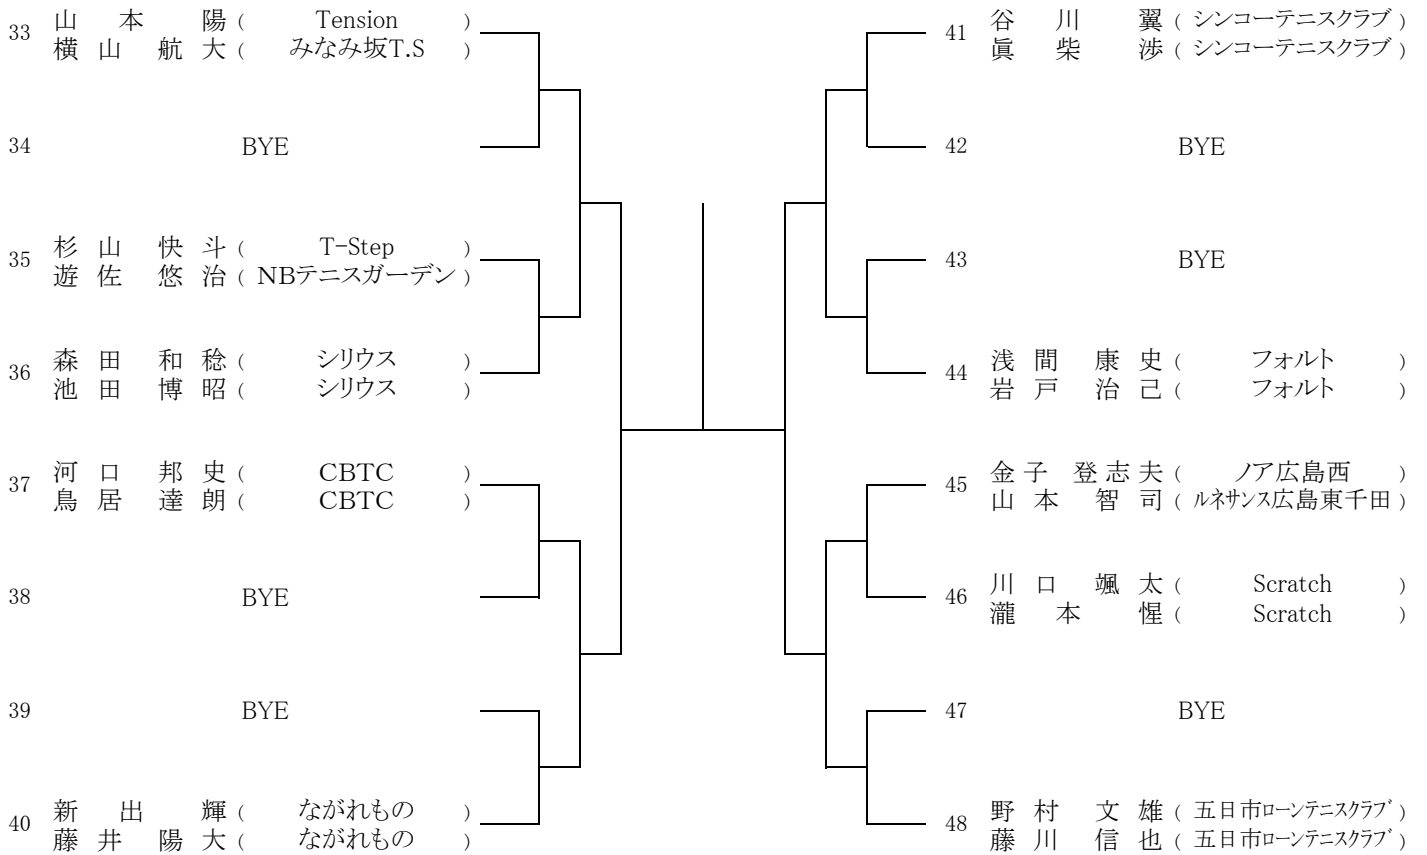 33 山本 陽 ( Tension )
横山 航大 ( みなみ坂T.S )
34 BYE
35 杉山 快斗 ( T-Step )
遊佐 悠治 ( NBテニスガーデン )
36 森田 和稔 ( シリウス )
池田 博昭 ( シリウス )
37 河口 邦史 ( CBTC )
鳥居 達朗 ( CBTC )
38 BYE
39 BYE
40 新出 輝 ( ながれもの )
藤井 陽大 ( ながれもの )
41 谷川 翼 ( シンコーテニスクラブ )
眞柴 渉 ( シンコーテニスクラブ )
42 BYE
43 BYE
44 浅間 康史 ( フォルト )
岩戸 治己 ( フォルト )
45 金子 登志夫 ( ノア広島西 )
山本 智司 ( ルネサンス広島東千田 )
46 川口 颯太 ( Scratch )
瀧本 惺 ( Scratch )
47 BYE
48 野村 文雄 ( 五日市ローンテニスクラブ )
藤川 信也 ( 五日市ローンテニスクラブ )